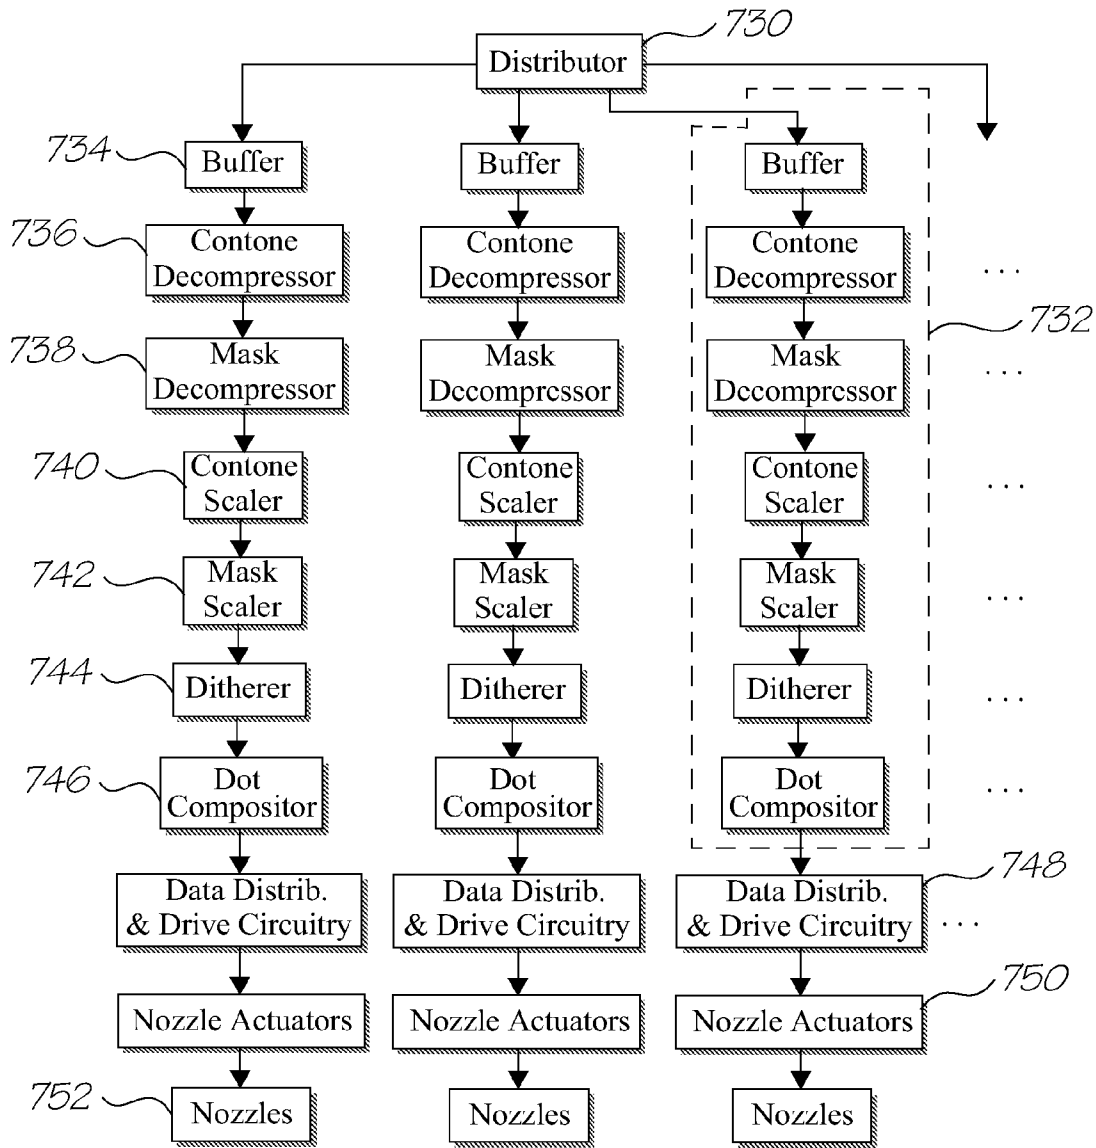 730
Distributor
734
Buffer
Buffer
Buffer
736
Contone
Decompressor
Contone
Decompressor
Contone
Decompressor
. . .
732
738
Mask
Decompressor
Mask
Decompressor
Mask
Decompressor
. . .
740
Contone
Scaler
Contone
Scaler
Contone
Scaler
. . .
742
Mask
Scaler
Mask
Scaler
Mask
Scaler
. . .
744
Ditherer
Ditherer
Ditherer
. . .
746
Dot
Compositor
Dot
Compositor
Dot
Compositor
. . .
748
Data Distrib.
& Drive Circuitry
Data Distrib.
& Drive Circuitry
Data Distrib.
& Drive Circuitry
. . .
750
Nozzle Actuators
Nozzle Actuators
Nozzle Actuators
752
Nozzles
Nozzles
Nozzles